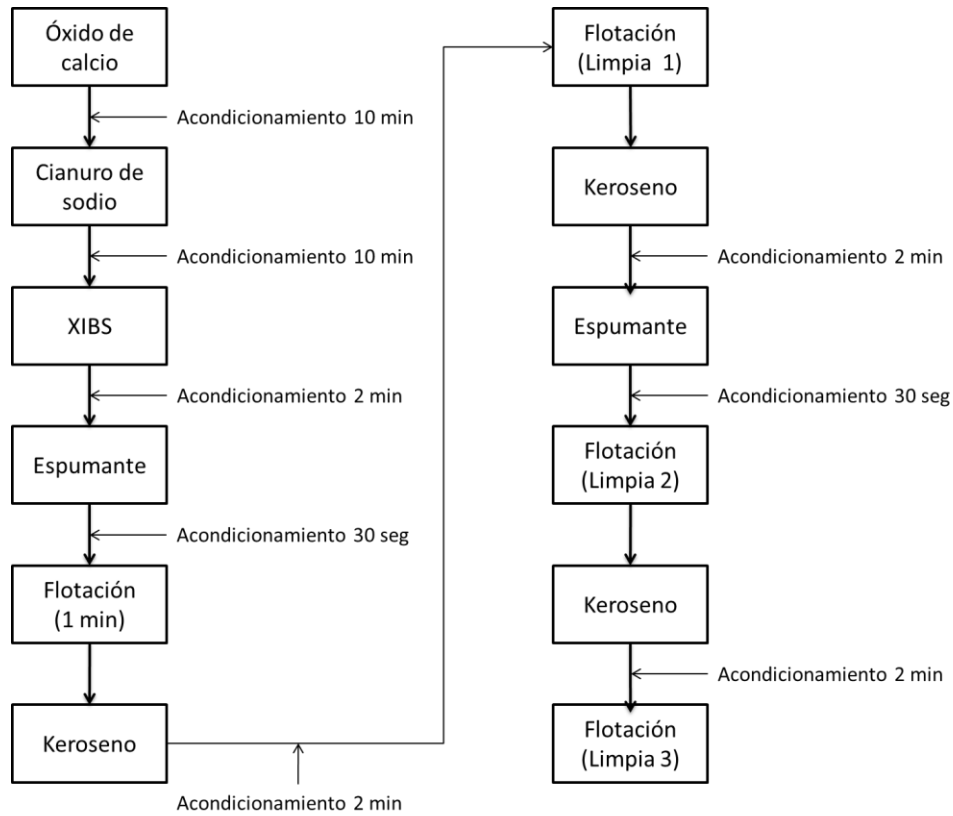 Óxido de
calcio
Acondicionamiento 10 min
Cianuro de
sodio
Acondicionamiento 10 min
XIBS
Acondicionamiento 2 min
Espumante
Acondicionamiento 30 seg
Flotación
(1 min)
Keroseno
Acondicionamiento 2 min
Flotación
(Limpia 1)
Keroseno
Acondicionamiento 2 min
Espumante
Acondicionamiento 30 seg
Flotación
(Limpia 2)
Keroseno
Acondicionamiento 2 min
Flotación
(Limpia 3)